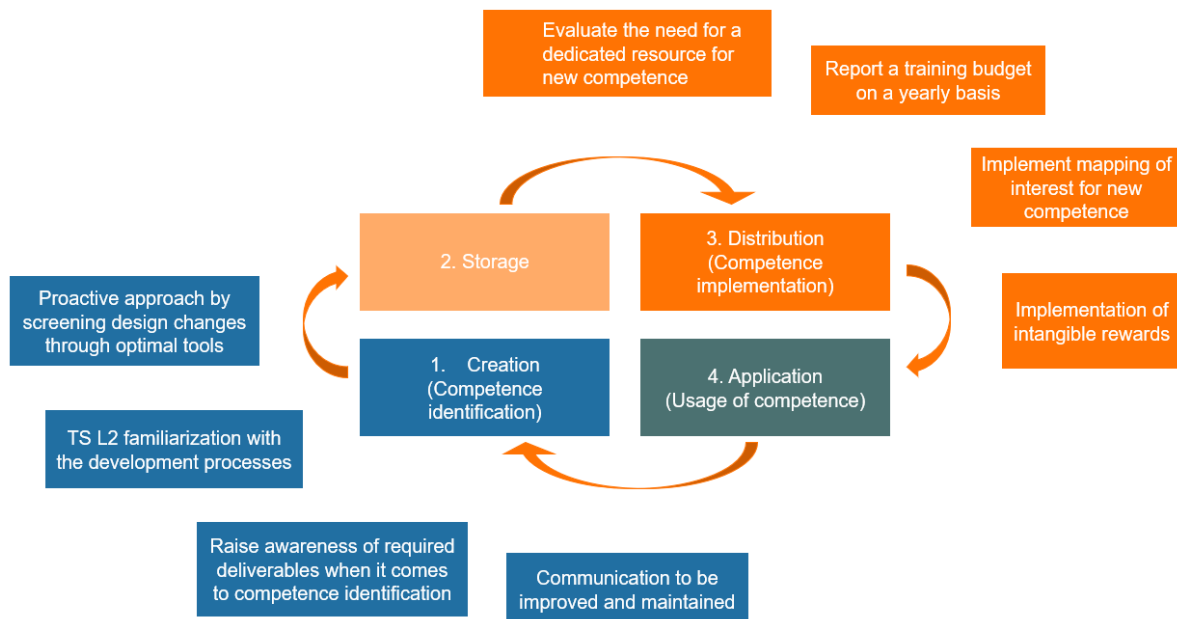 Evaluate the need for a
dedicated resource for
new competence
Report a training budget
on a yearly basis
Implement mapping of
interest for new
competence
2. Storage
3. Distribution
(Competence
implementation)
Proactive approach by
screening design changes
through optimal tools
Implementation of
intangible rewards
1. Creation
(Competence
identification)
4. Application
(Usage of competence)
TS L2 familiarization with
the development processes
Raise awareness of required
deliverables when it comes
to competence identification
Communication to be
improved and maintained